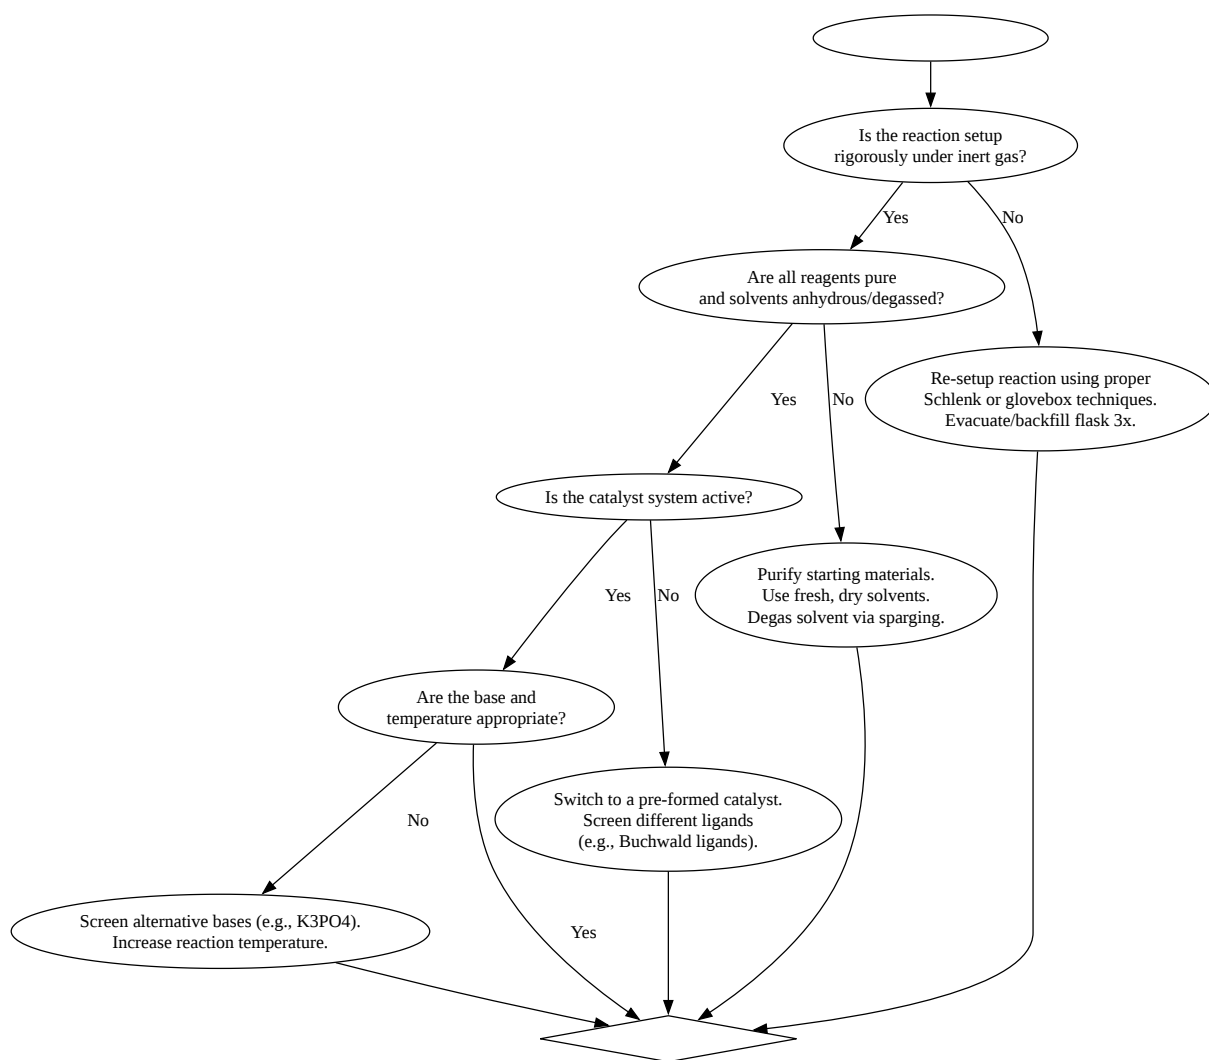 Is the reaction setup
rigorously under inert gas?
Yes
No
Are all reagents pure
and solvents anhydrous/degassed?
Yes
No
Re-setup reaction using proper
Schlenk or glovebox techniques.
Evacuate/backfill flask 3x.
Is the catalyst system active?
Yes
No
Purify starting materials.
Use fresh, dry solvents.
Degas solvent via sparging.
Are the base and
temperature appropriate?
No
Yes
Switch to a pre-formed catalyst.
Screen different ligands
(e.g., Buchwald ligands).
Screen alternative bases (e.g., K3PO4).
Increase reaction temperature.